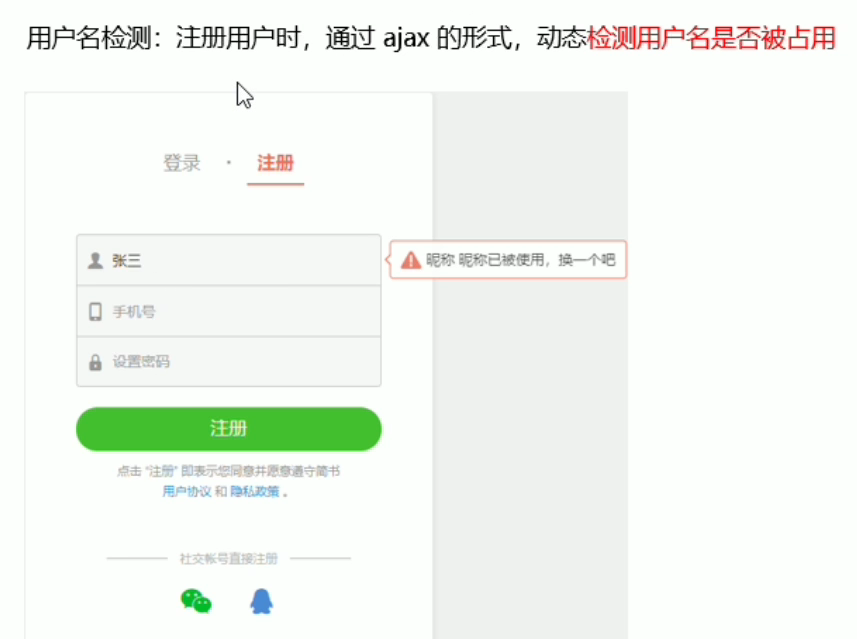 用户名检测：注册用户时，通过 ajax 的形式，动态检测用户名是否被占用
登录 · 注册
张三
昵称 昵称已被使用，换一个吧
手机号
设置密码
注册
点击 "注册" 即表示您同意并愿意遵守简书
用户协议 和 隐私政策 。
社交帐号直接注册